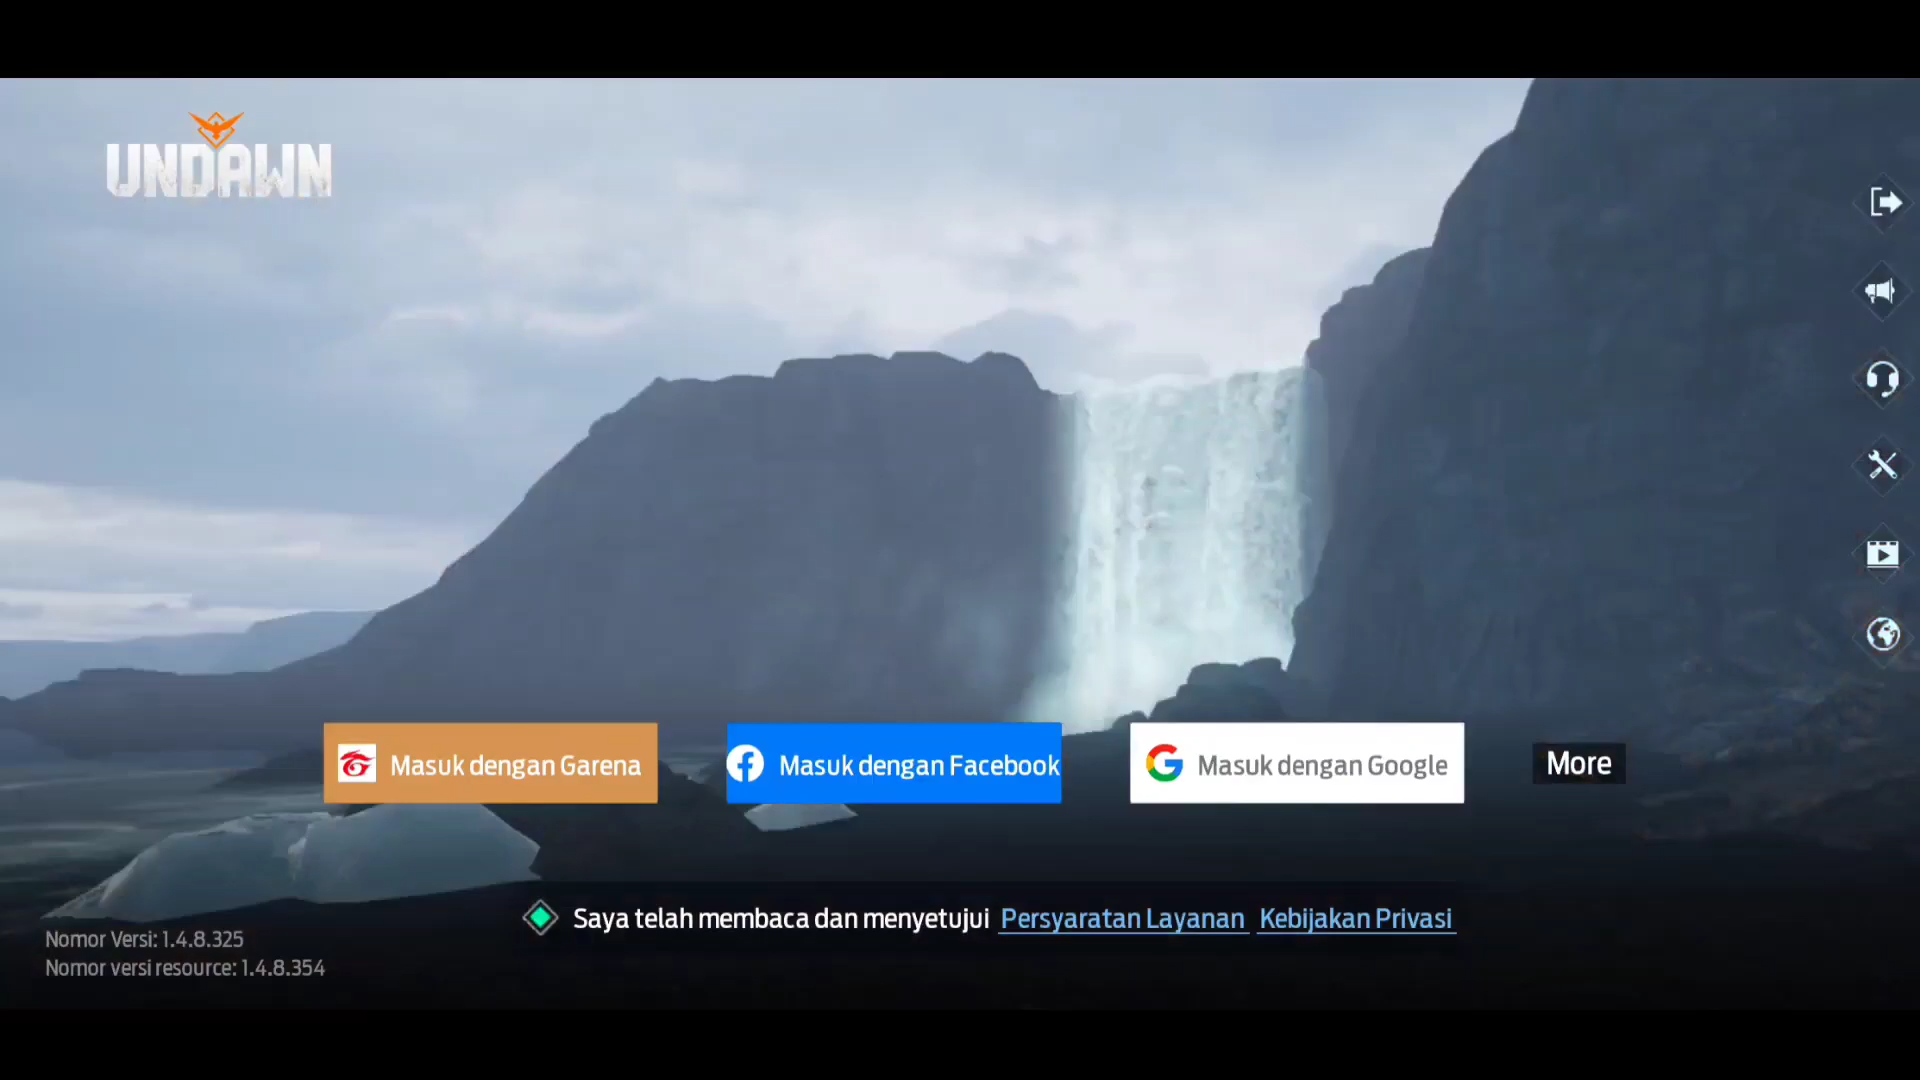 UNDAWN
Masuk dengan Garena
Masuk dengan Facebook
Masuk dengan Google
More
Saya telah membaca dan menyetujui Persyaratan Layanan Kebijakan Privasi
Nomor Versi: 1.4.8.325
Nomor versi resource: 1.4.8.354